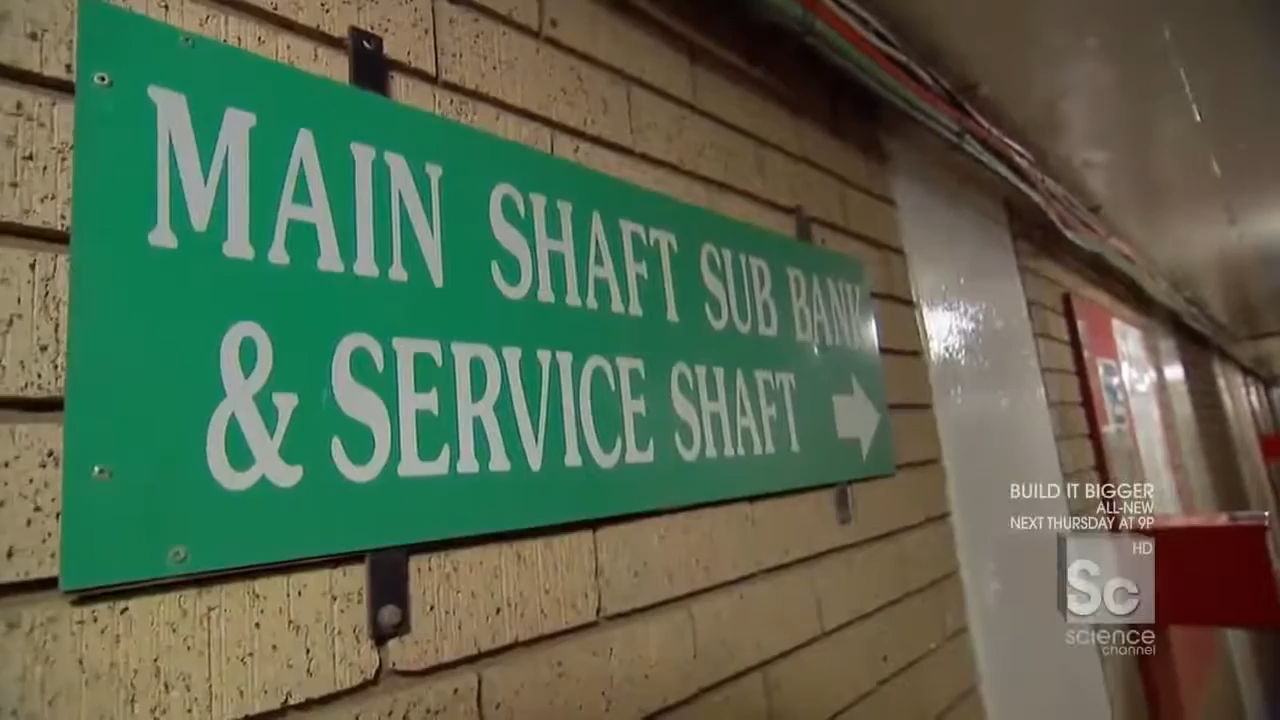 MAIN SHAFT SUB BANK
& SERVICE SHAFT
BUILD IT BIGGER
ALL-NEW
NEXT THURSDAY AT 9P
HD
Sc
science
channel